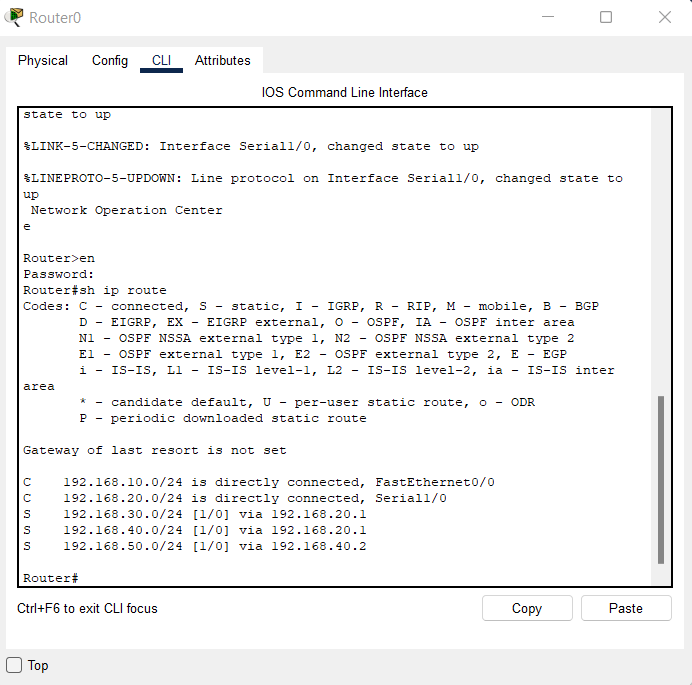 Router0
Physical Config CLI Attributes
IOS Command Line Interface
state to up
%LINK-5-CHANGED: Interface Serial1/0, changed state to up
%LINEPROTO-5-UPDOWN: Line protocol on Interface Serial1/0, changed state to
up
Network Operation Center
e
Router>en
Password:
Router#sh ip route
Codes: C - connected, S - static, I - IGRP, R - RIP, M - mobile, B - BGP
D - EIGRP, EX - EIGRP external, O - OSPF, IA - OSPF inter area
N1 - OSPF NSSA external type 1, N2 - OSPF NSSA external type 2
E1 - OSPF external type 1, E2 - OSPF external type 2, E - EGP
i - IS-IS, L1 - IS-IS level-1, L2 - IS-IS level-2, ia - IS-IS inter
area
* - candidate default, U - per-user static route, o - ODR
P - periodic downloaded static route
Gateway of last resort is not set
C    192.168.10.0/24 is directly connected, FastEthernet0/0
C    192.168.20.0/24 is directly connected, Serial1/0
S    192.168.30.0/24 [1/0] via 192.168.20.1
S    192.168.40.0/24 [1/0] via 192.168.20.1
S    192.168.50.0/24 [1/0] via 192.168.40.2
Router#
Ctrl+F6 to exit CLI focus
Copy
Paste
Top